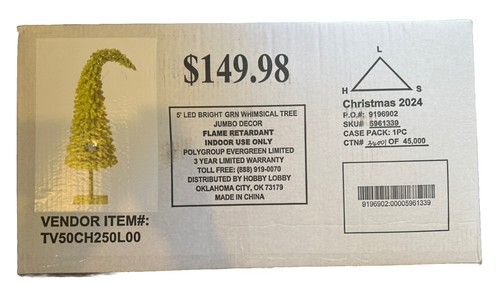 $149.98
L
H S
Christmas 2024
P.O.#: 9196902
SKU# 5961339
CASE PACK: 1PC
CTN# OF 45,000
5' LED BRIGHT GRN WHIMSICAL TREE
JUMBO DECOR
FLAME RETARDANT
INDOOR USE ONLY
POLYGROUP EVERGREEN LIMITED
3 YEAR LIMITED WARRANTY
TOLL FREE: (888) 919-0070
DISTRIBUTED BY HOBBY LOBBY
OKLAHOMA CITY, OK 73179
MADE IN CHINA
9196902:00005961339
VENDOR ITEM#:
TV50CH250L00